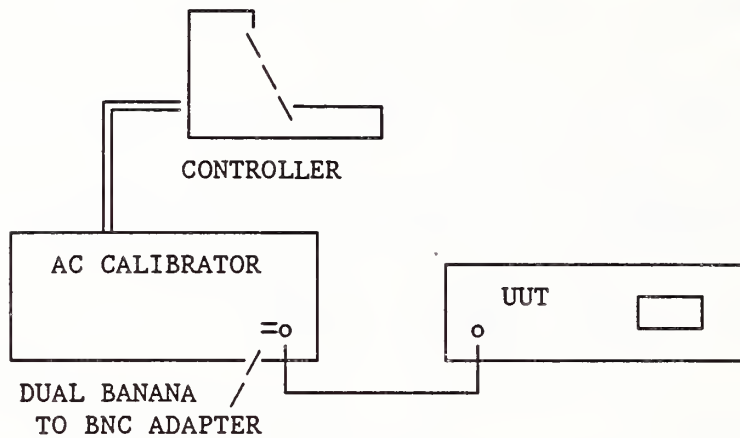 CONTROLLER
AC CALIBRATOR
UUT
DUAL BANANA
TO BNC ADAPTER